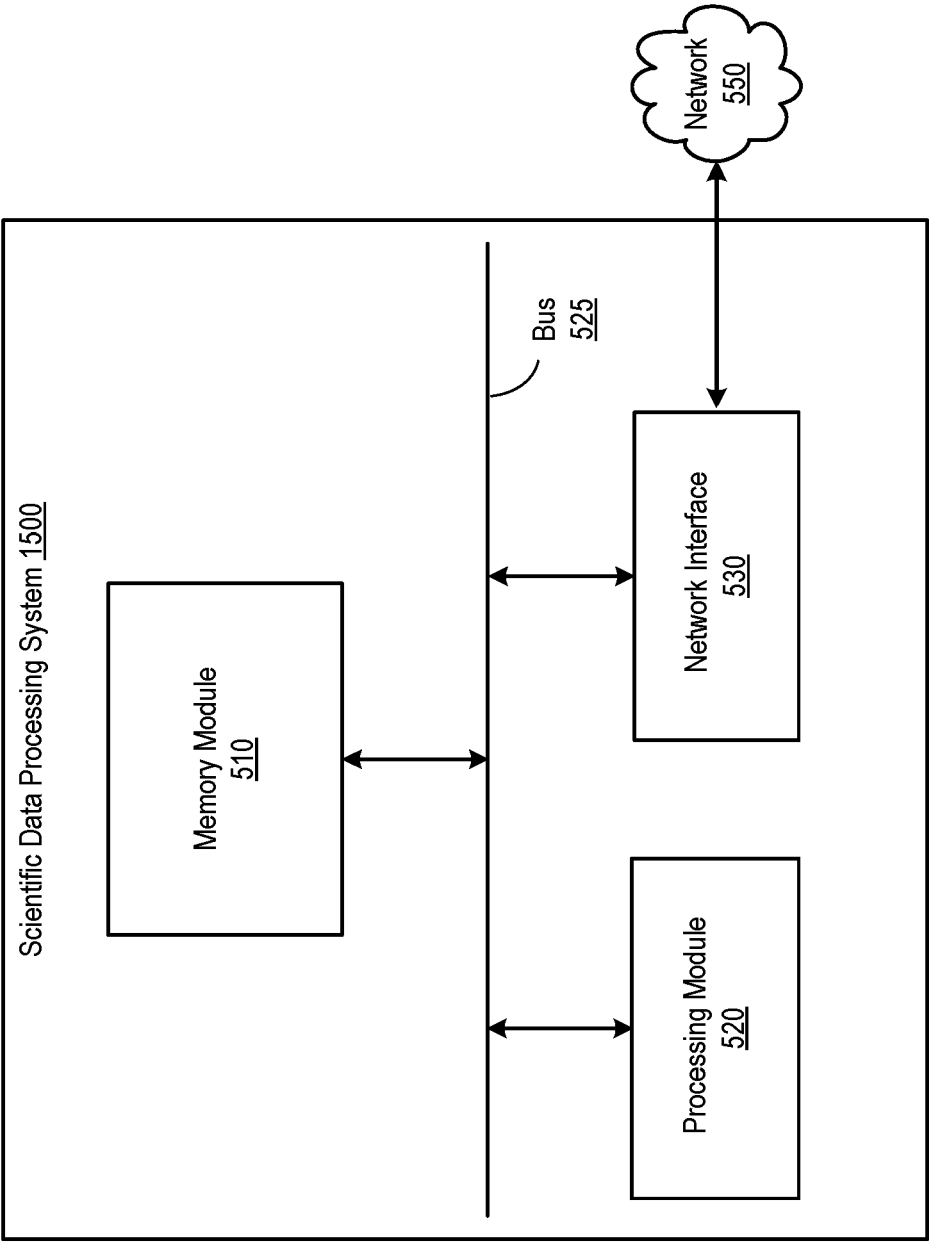 Scientific Data Processing System 1500
Memory Module
510
Bus
525
Processing Module
520
Network Interface
530
Network
550